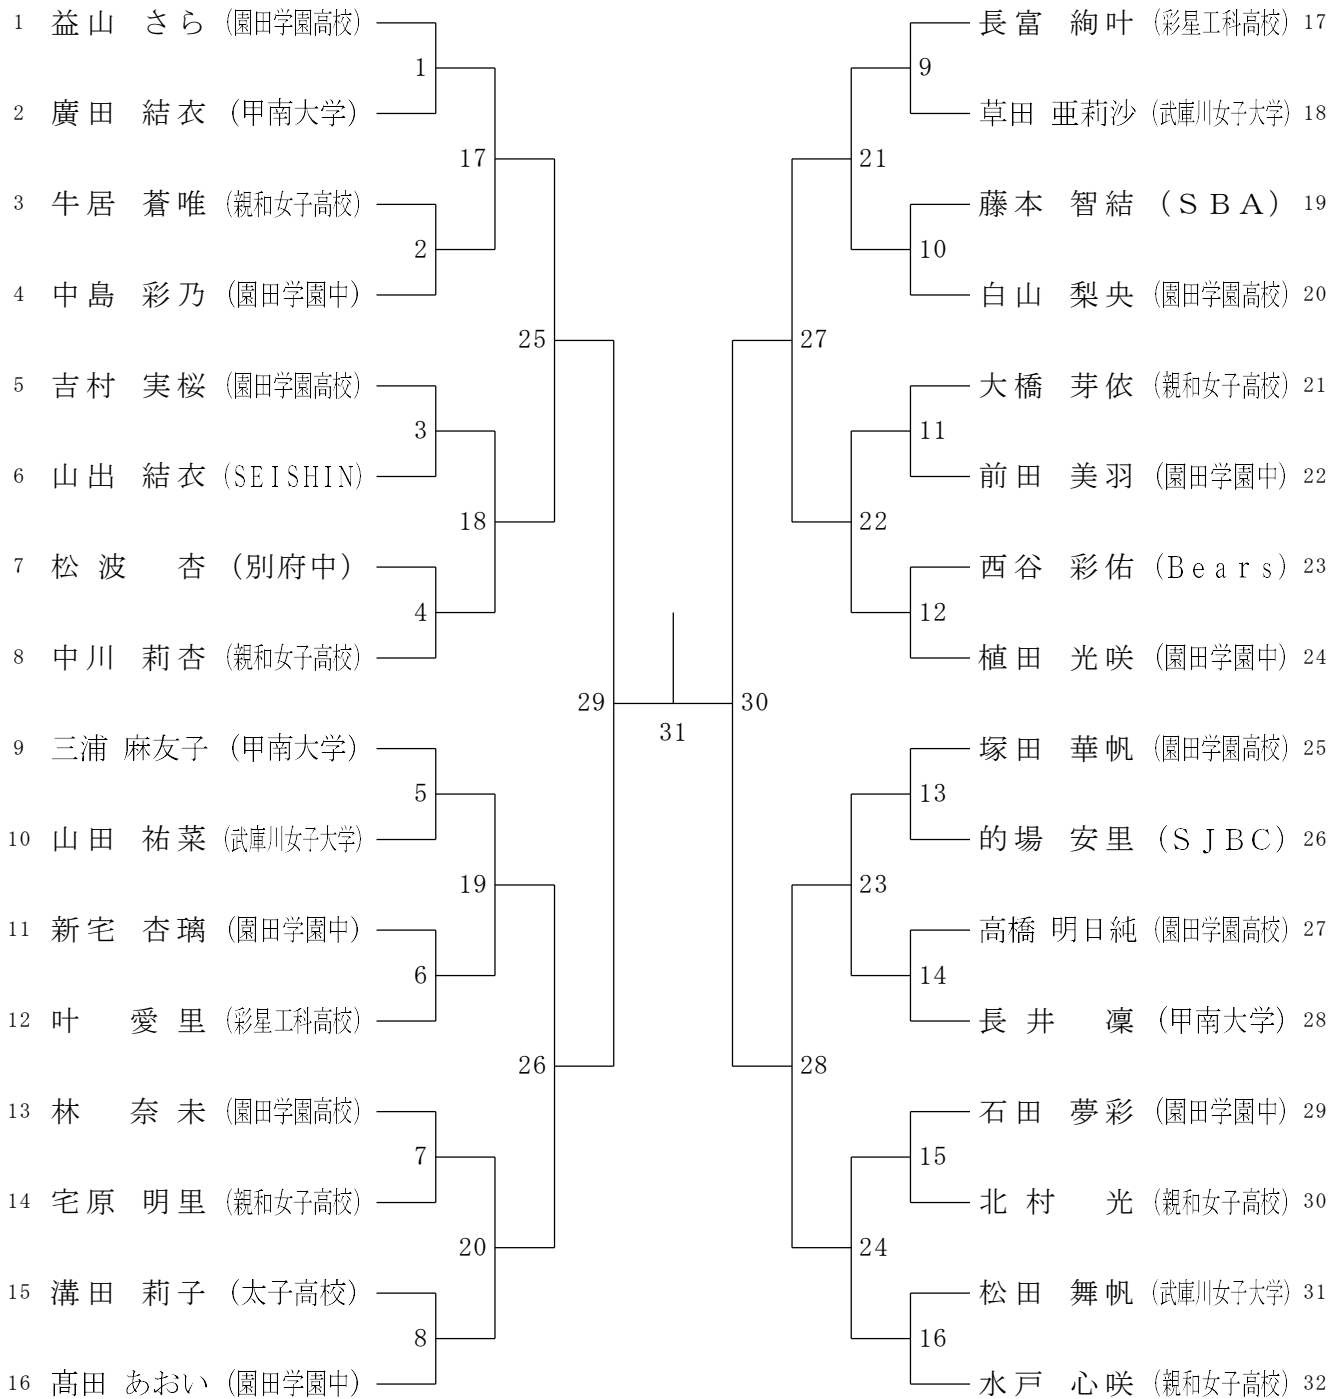 1 益山 さら (園田学園高校)
1
2 廣田 結衣 (甲南大学)
17
3 牛居 蒼唯 (親和女子高校)
2
4 中島 彩乃 (園田学園中)
25
5 吉村 実桜 (園田学園高校)
3
6 山出 結衣 (SEISHIN)
18
7 松波 杏 (別府中)
4
8 中川 莉杏 (親和女子高校)
29
9 三浦 麻友子 (甲南大学)
5
10 山田 祐菜 (武庫川女子大学)
19
11 新宅 杏璃 (園田学園中)
6
12 叶 愛里 (彩星工科高校)
26
13 林 奈未 (園田学園高校)
7
14 宅原 明里 (親和女子高校)
20
15 溝田 莉子 (太子高校)
8
16 髙田 あおい (園田学園中)
31
長富 絢叶 (彩星工科高校) 17
9
草田 亜莉沙 (武庫川女子大学) 18
21
藤本 智結 (SBA) 19
10
白山 梨央 (園田学園高校) 20
27
大橋 芽依 (親和女子高校) 21
11
前田 美羽 (園田学園中) 22
22
西谷 彩佑 (Bears) 23
12
植田 光咲 (園田学園中) 24
30
塚田 華帆 (園田学園高校) 25
13
的場 安里 (SJBC) 26
23
高橋 明日純 (園田学園高校) 27
14
長井 凜 (甲南大学) 28
28
石田 夢彩 (園田学園中) 29
15
北村 光 (親和女子高校) 30
24
松田 舞帆 (武庫川女子大学) 31
16
水戸 心咲 (親和女子高校) 32